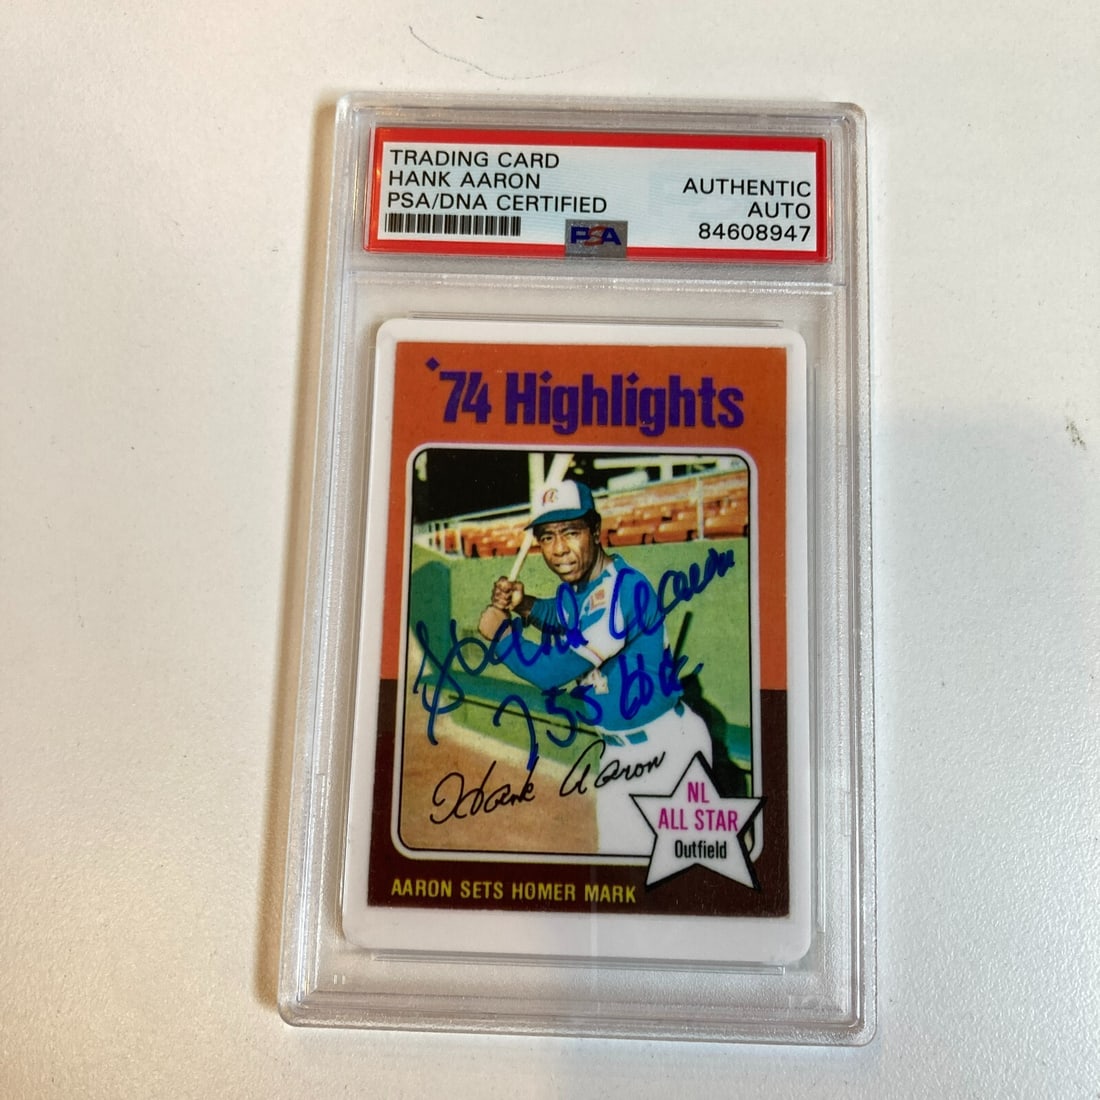 TRADING CARD
HANK AARON
PSA/DNA CERTIFIED
AUTHENTIC
AUTO
84608947
PSA
'74 Highlights
Hank Aaron
755 HR
Hank Aaron
NL
ALL STAR
Outfield
AARON SETS HOMER MARK